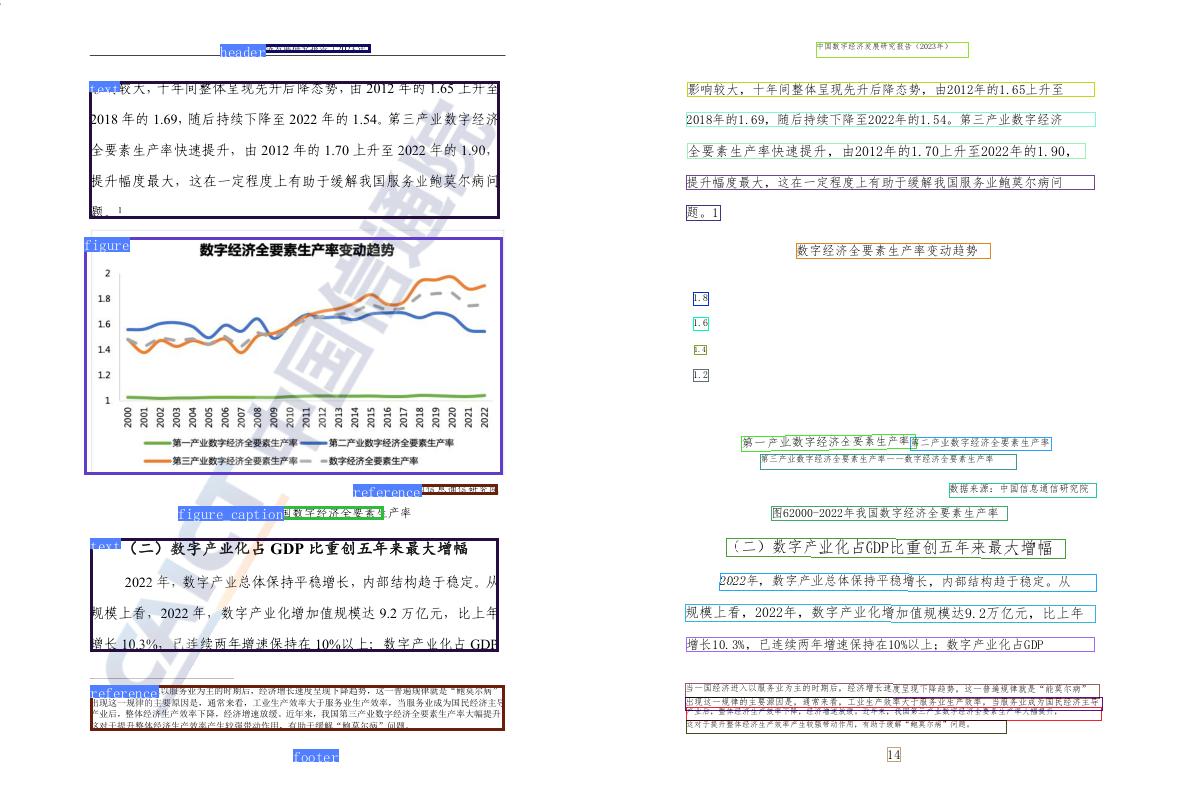 header
text
较大，十年间整体呈现先升后降态势，由 2012 年的 1.65 上升至
2018 年的 1.69，随后持续下降至 2022 年的 1.54。第三产业数字经济
全要素生产率快速提升，由 2012 年的 1.70 上升至 2022 年的 1.90，
提升幅度最大，这在一定程度上有助于缓解我国服务业鲍莫尔病问
题。1
figure
数字经济全要素生产率变动趋势
2
1.8
1.6
1.4
1.2
1
2000 2001 2002 2003 2004 2005 2006 2007 2008 2009 2010 2011 2012 2013 2014 2015 2016 2017 2018 2019 2020 2021 2022
第一产业数字经济全要素生产率 第二产业数字经济全要素生产率
第三产业数字经济全要素生产率 数字经济全要素生产率
reference
figure caption 国数字经济全要素生产率
text （二）数字产业化占 GDP 比重创五年来最大增幅
2022 年，数字产业总体保持平稳增长，内部结构趋于稳定。从
规模上看，2022 年，数字产业化增加值规模达 9.2 万亿元，比上年
增长 10.3%，已连续两年增速保持在 10%以上；数字产业化占 GDP
reference 以服务业为主的时期后，经济增长速度呈现下降趋势，这一普遍规律就是“鲍莫尔病”
出现这一规律的主要原因是，通常来看，工业生产效率大于服务业生产效率，当服务业成为国民经济主导
产业后，整体经济生产效率下降，经济增速放缓。近年来，我国第三产业数字经济全要素生产率大幅提升
这对于提升整体经济生产效率产生较强带动作用，有助于缓解“鲍莫尔病”问题。
footer
CAICT 中国信通院
中国数字经济发展研究报告（2023年）
影响较大，十年间整体呈现先升后降态势，由2012年的1.65上升至
2018年的1.69，随后持续下降至2022年的1.54。第三产业数字经济
全要素生产率快速提升，由2012年的1.70上升至2022年的1.90，
提升幅度最大，这在一定程度上有助于缓解我国服务业鲍莫尔病问
题。1
数字经济全要素生产率变动趋势
1.8
1.6
1.4
1.2
第一产业数字经济全要素生产率 第二产业数字经济全要素生产率
第三产业数字经济全要素生产率——数字经济全要素生产率
数据来源：中国信息通信研究院
图62000-2022年我国数字经济全要素生产率
（二）数字产业化占GDP比重创五年来最大增幅
2022年，数字产业总体保持平稳增长，内部结构趋于稳定。从
规模上看，2022年，数字产业化增加值规模达9.2万亿元，比上年
增长10.3%，已连续两年增速保持在10%以上；数字产业化占GDP
当一国经济进入以服务业为主的时期后，经济增长速度呈现下降趋势，这一普遍规律就是“能莫尔病”
出现这一规律的主要源因是，通常来看，工业生产效率大于服务业生产效率，当服务业成方国民经济主导
产业后，整体经济生产效率下降，经济增速放缓。近年来，我国第三产业数字经济全要素生产率大幅提升，
这对于提升整体经济生产效率产生较强等动作用，有助于缓解“鲍莫尔病”问题。
14